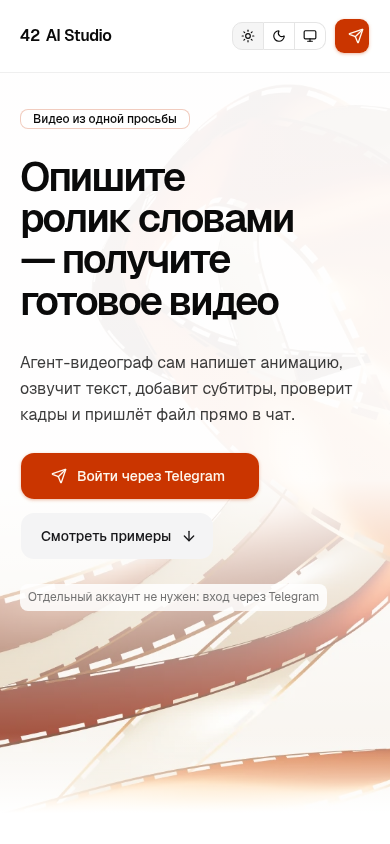 42 AI Studio
Видео из одной просьбы
Опишите
ролик словами
— получите
готовое видео
Агент-видеограф сам напишет анимацию,
озвучит текст, добавит субтитры, проверит
кадры и пришлёт файл прямо в чат.
Войти через Telegram
Смотреть примеры
Отдельный аккаунт не нужен: вход через Telegram